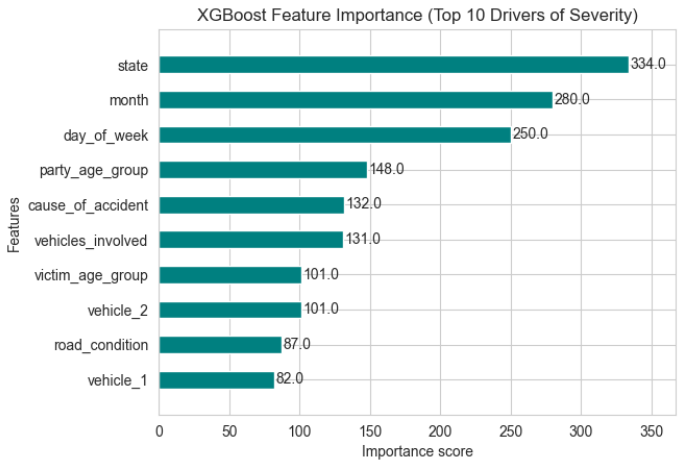 XGBoost Feature Importance (Top 10 Drivers of Severity)
state 334.0
month 280.0
day_of_week 250.0
party_age_group 148.0
cause_of_accident 132.0
vehicles_involved 131.0
victim_age_group 101.0
vehicle_2 101.0
road_condition 87.0
vehicle_1 82.0
Features
0 50 100 150 200 250 300 350
Importance score